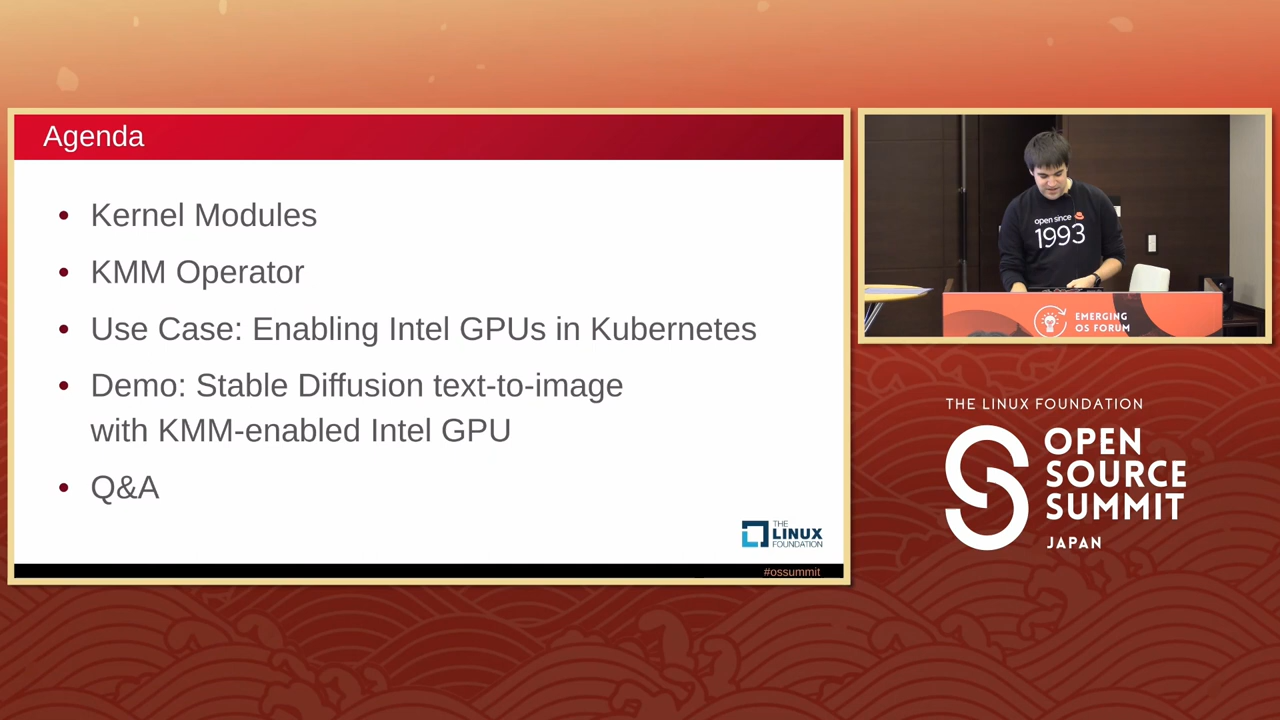 Agenda
• Kernel Modules
• KMM Operator
• Use Case: Enabling Intel GPUs in Kubernetes
• Demo: Stable Diffusion text-to-image
with KMM-enabled Intel GPU
• Q&A
THE
LINUX
FOUNDATION
#ossummit
open since
1993
EMERGING
OS FORUM
THE LINUX FOUNDATION
OPEN
SOURCE
SUMMIT
JAPAN